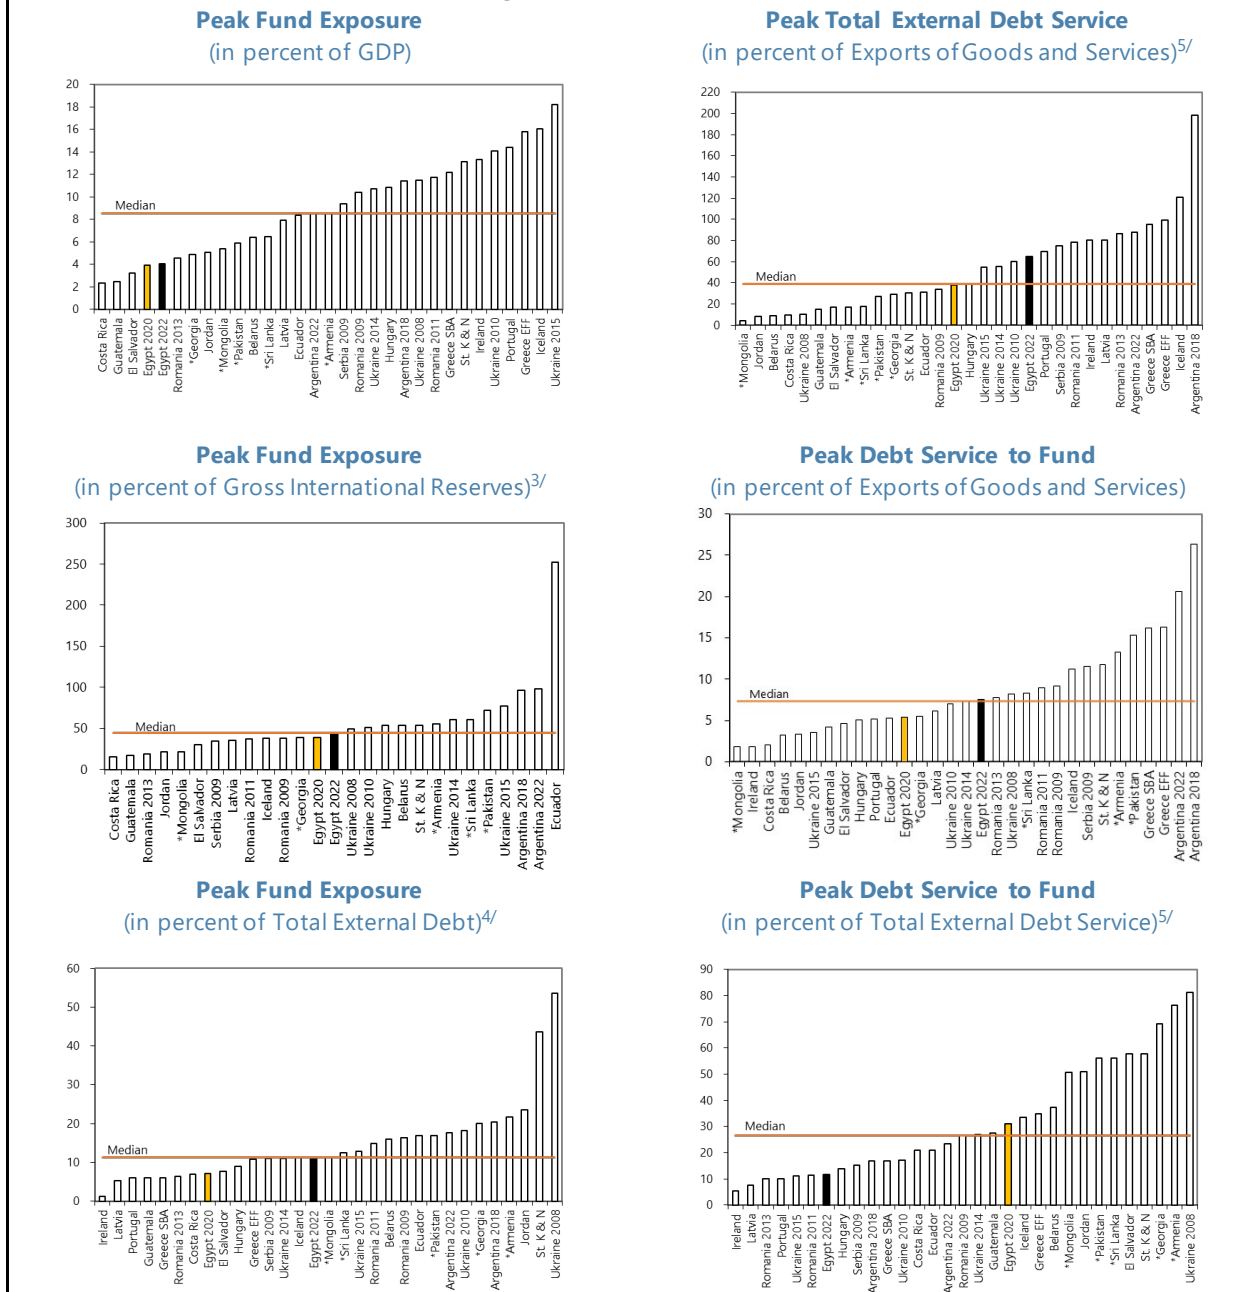 Peak Fund Exposure
(in percent of GDP)
20
18
16
14
12
10
8
6
4
2
0
Median
Costa Rica
Guatemala
El Salvador
Egypt 2020
Egypt 2022
Romania 2013
*Georgia
Jordan
*Mongolia
*Pakistan
Belarus
*Sri Lanka
Latvia
Ecuador
Argentina 2022
*Armenia
Serbia 2009
Romania 2009
Ukraine 2014
Hungary
Argentina 2018
Ukraine 2008
Romania 2011
Greece SBA
St. K & N
Ireland
Ukraine 2010
Portugal
Greece EFF
Iceland
Ukraine 2015
Peak Total External Debt Service
(in percent of Exports of Goods and Services)5/
220
200
180
160
140
120
100
80
60
40
20
0
Median
*Mongolia
Jordan
Belarus
Costa Rica
Ukraine 2008
Guatemala
El Salvador
*Armenia
*Sri Lanka
*Pakistan
*Georgia
St. K & N
Ecuador
Romania 2009
Egypt 2020
Hungary
Ukraine 2015
Ukraine 2014
Ukraine 2010
Egypt 2022
Portugal
Serbia 2009
Romania 2011
Ireland
Latvia
Romania 2013
Argentina 2022
Greece SBA
Greece EFF
Iceland
Argentina 2018
Peak Fund Exposure
(in percent of Gross International Reserves)3/
300
250
200
150
100
50
0
Median
Costa Rica
Guatemala
Romania 2013
Jordan
*Mongolia
El Salvador
Serbia 2009
Latvia
Romania 2011
Iceland
Romania 2009
*Georgia
Egypt 2020
Egypt 2022
Ukraine 2008
Ukraine 2010
Hungary
Belarus
St. K & N
*Armenia
Ukraine 2014
*Sri Lanka
*Pakistan
Ukraine 2015
Argentina 2018
Argentina 2022
Ecuador
Peak Debt Service to Fund
(in percent of Exports of Goods and Services)
30
25
20
15
10
5
0
Median
*Mongolia
Ireland
Costa Rica
Belarus
Jordan
Ukraine 2015
Guatemala
El Salvador
Hungary
Portugal
Ecuador
Egypt 2020
*Georgia
Latvia
Ukraine 2010
Ukraine 2014
Egypt 2022
Romania 2013
Ukraine 2008
*Sri Lanka
Romania 2011
Romania 2009
Iceland
Serbia 2009
St. K & N
*Armenia
*Pakistan
Greece SBA
Greece EFF
Argentina 2022
Argentina 2018
Peak Fund Exposure
(in percent of Total External Debt)4/
60
50
40
30
20
10
0
Median
Ireland
Latvia
Portugal
Guatemala
Greece SBA
Romania 2013
Costa Rica
Egypt 2020
El Salvador
Hungary
Greece EFF
Serbia 2009
Ukraine 2014
Iceland
Egypt 2022
*Mongolia
*Sri Lanka
Ukraine 2015
Romania 2011
Belarus
Romania 2009
Ecuador
*Pakistan
Argentina 2022
Ukraine 2010
*Georgia
Argentina 2018
*Armenia
Jordan
St. K & N
Ukraine 2008
Peak Debt Service to Fund
(in percent of Total External Debt Service)5/
90
80
70
60
50
40
30
20
10
0
Median
Ireland
Latvia
Romania 2013
Portugal
Ukraine 2015
Romania 2011
Egypt 2022
Hungary
Serbia 2009
Argentina 2018
Greece SBA
Ukraine 2010
Costa Rica
Ecuador
Argentina 2022
Romania 2009
Ukraine 2014
Guatemala
Egypt 2020
Iceland
Greece EFF
Belarus
*Mongolia
Jordan
*Pakistan
*Sri Lanka
El Salvador
St. K & N
*Georgia
*Armenia
Ukraine 2008